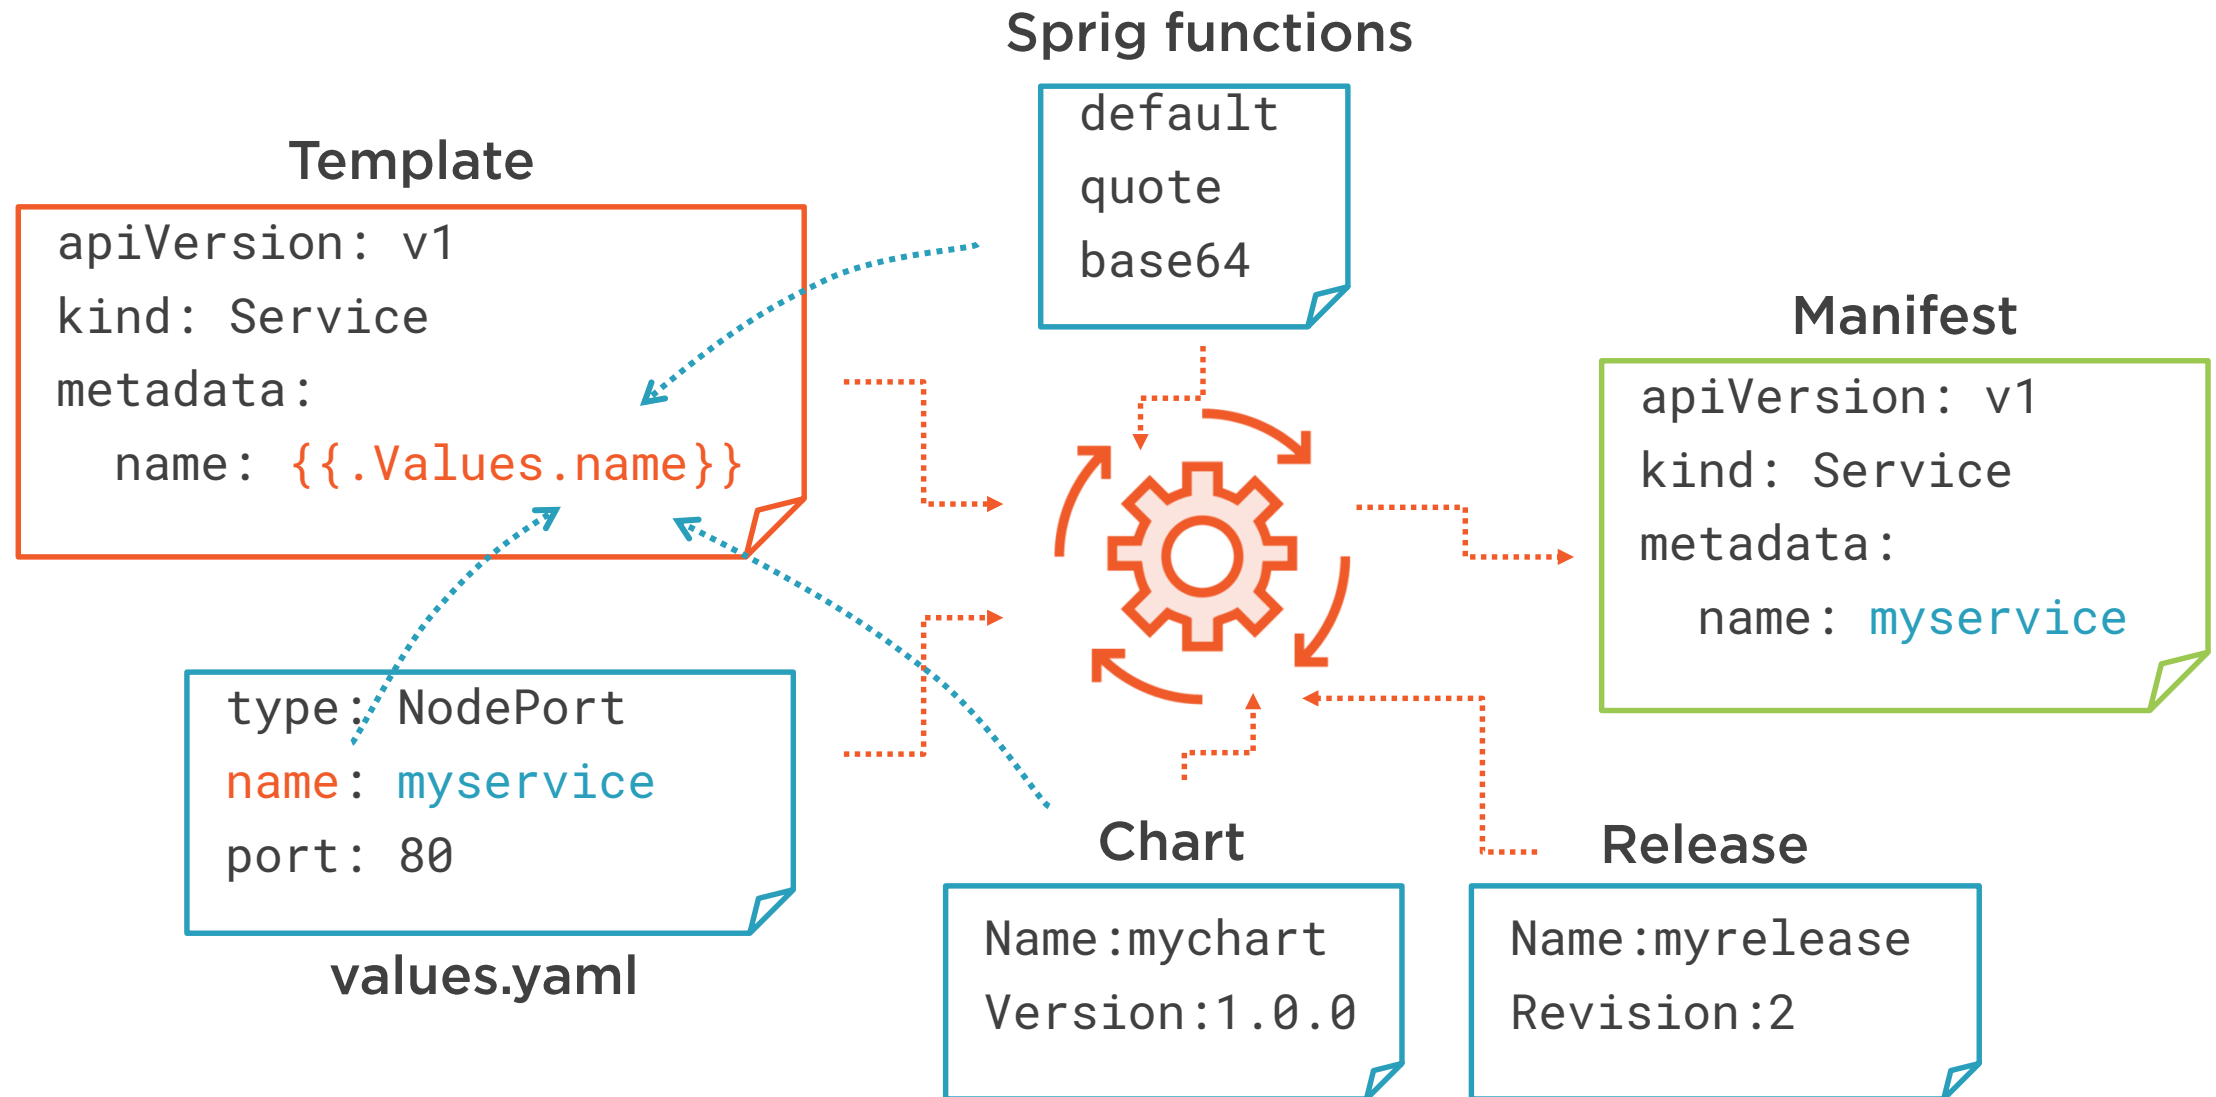 Sprig functions
default
quote
base64
Template
apiVersion: v1
kind: Service
metadata:
  name: {{.Values.name}}
Manifest
apiVersion: v1
kind: Service
metadata:
  name: myservice
type: NodePort
name: myservice
port: 80
values.yaml
Chart
Name:mychart
Version:1.0.0
Release
Name:myrelease
Revision:2